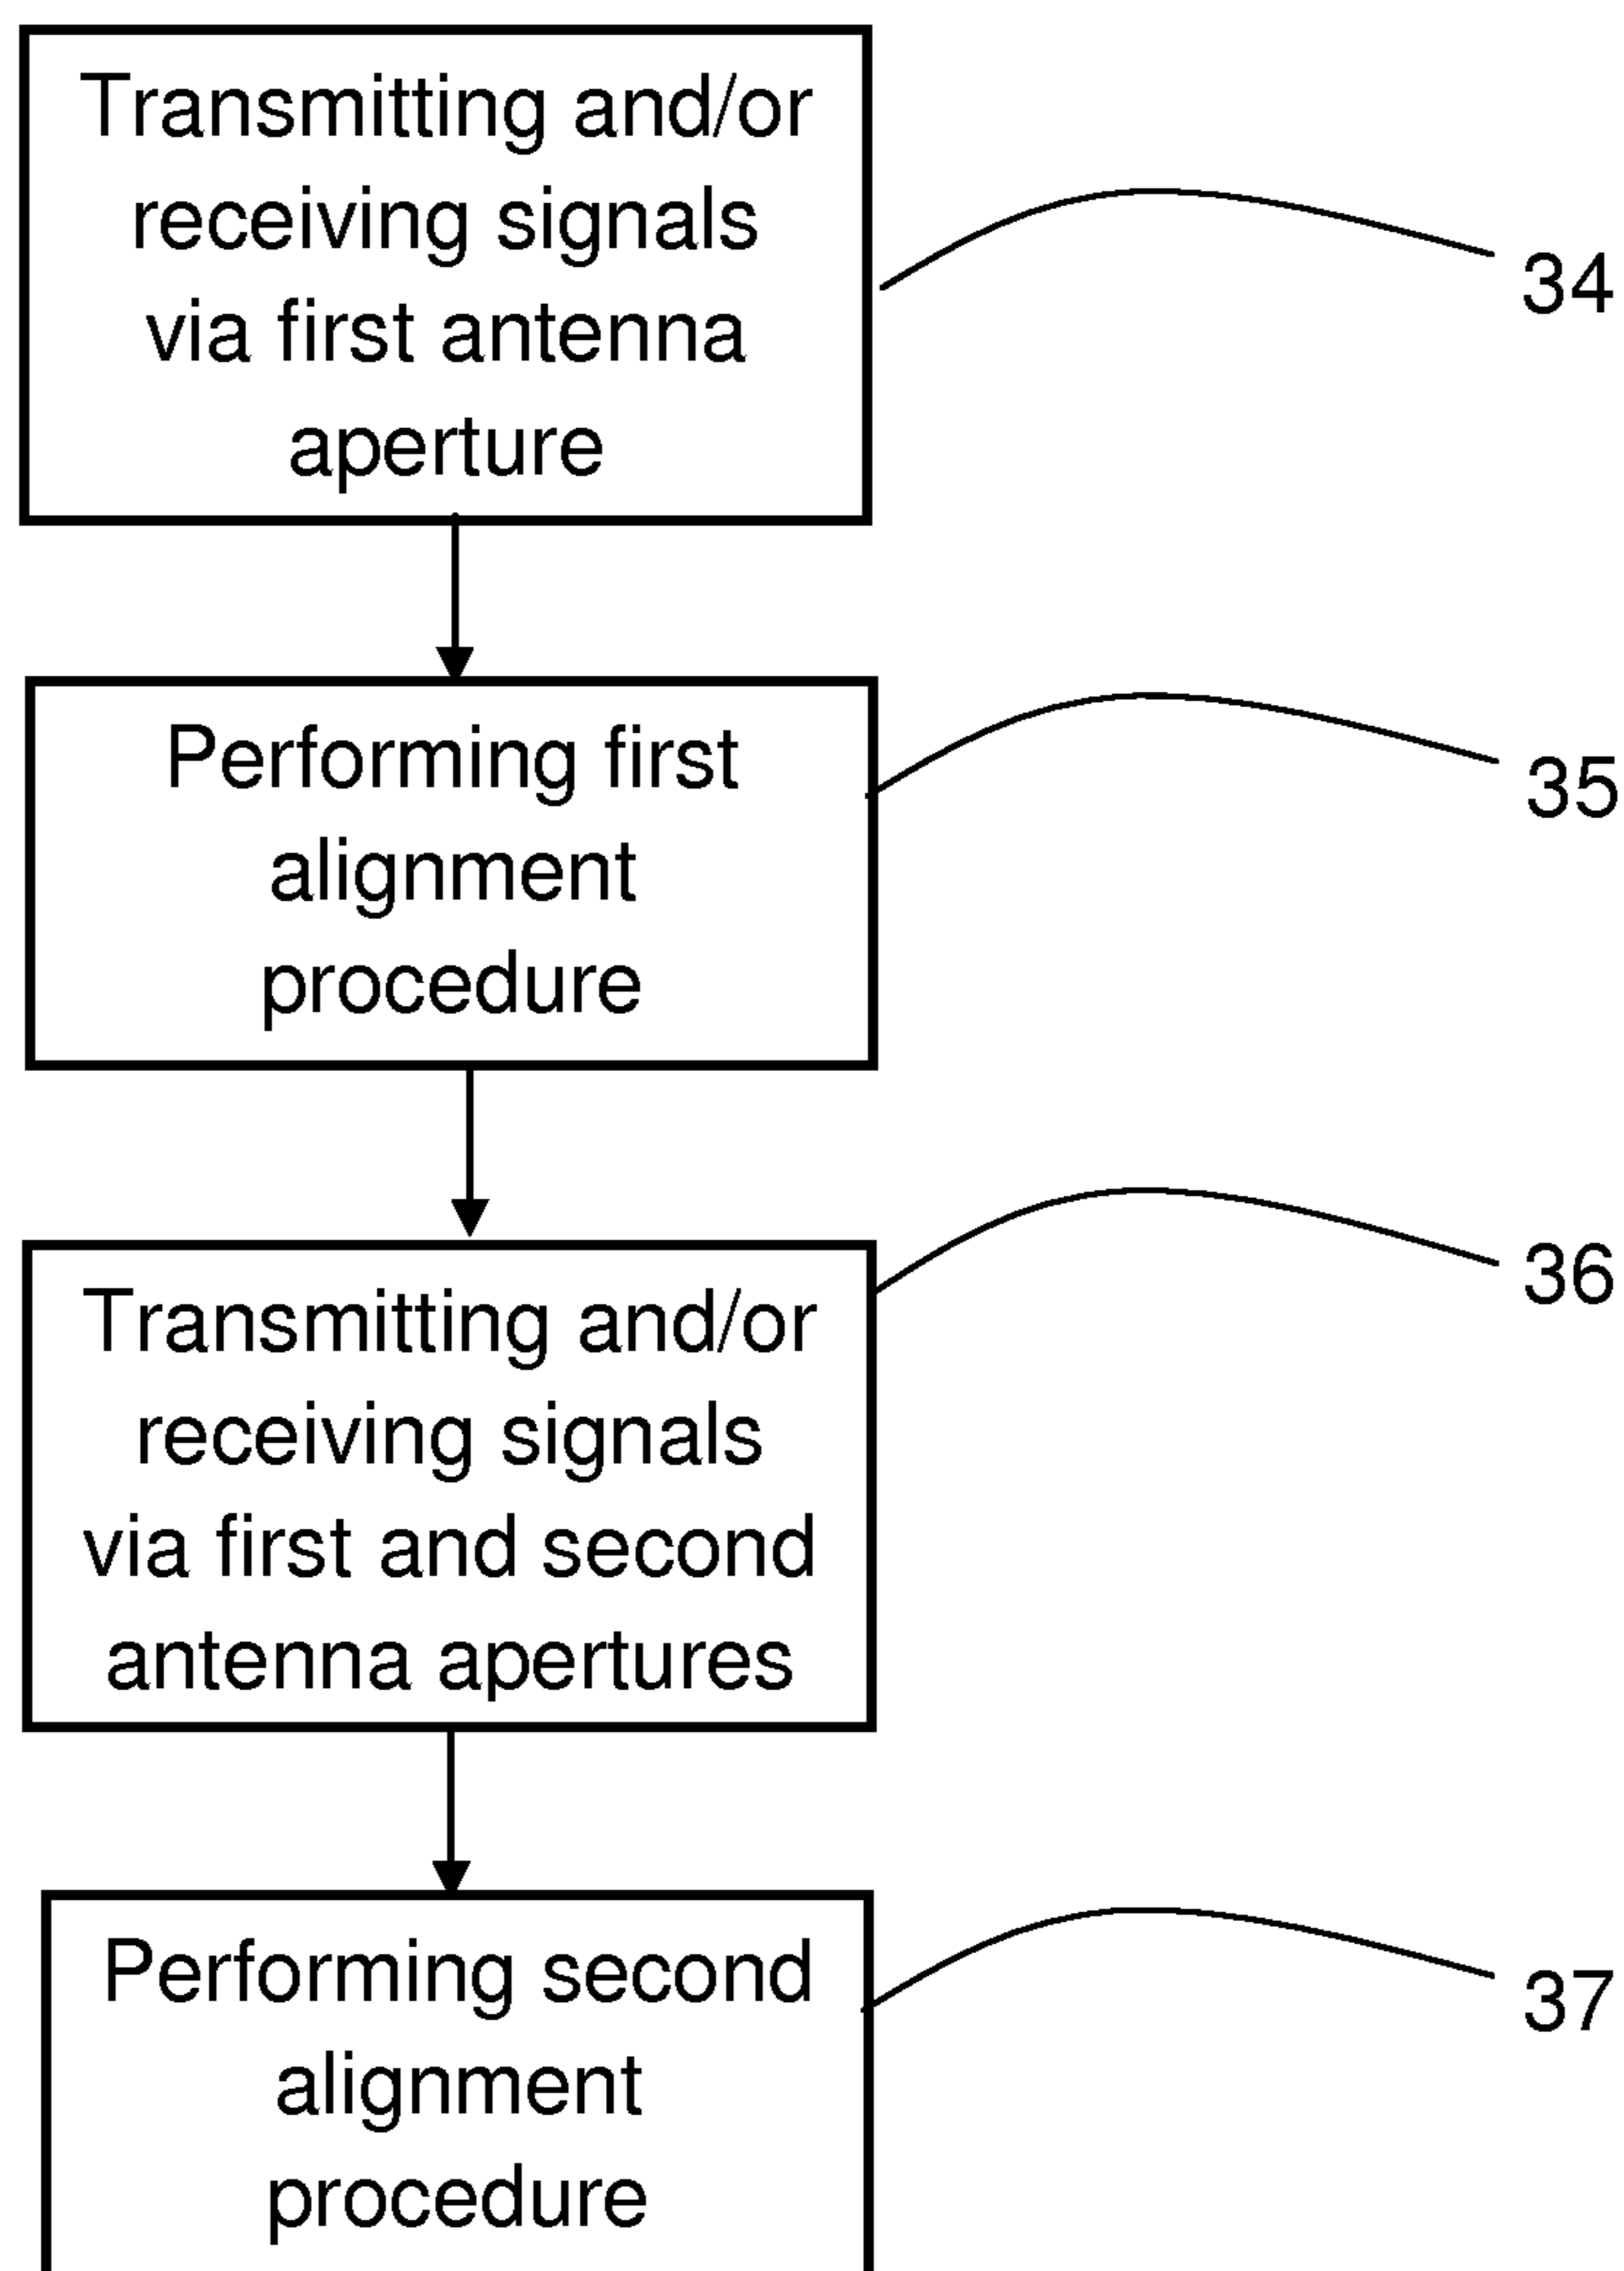 Transmitting and/or
receiving signals
via first antenna
aperture
34
Performing first
alignment
procedure
35
Transmitting and/or
receiving signals
via first and second
antenna apertures
36
Performing second
alignment
procedure
37